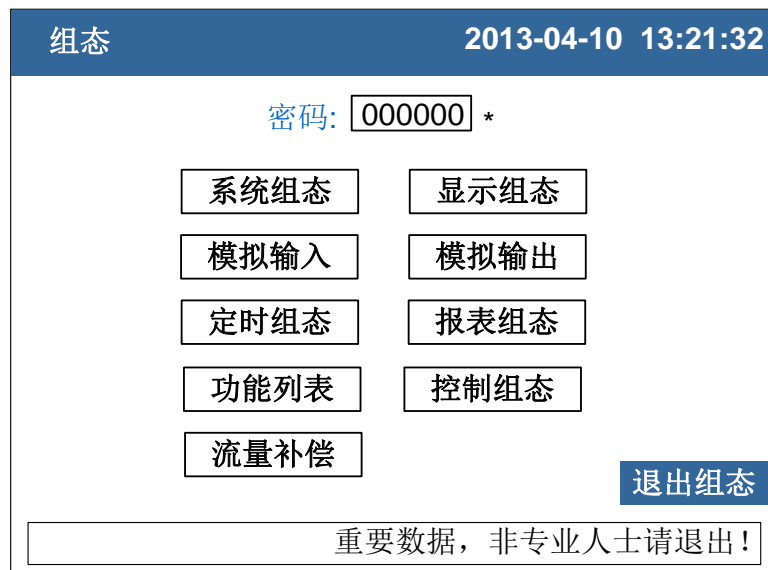 组态 2013-04-10 13:21:32
密码: 000000 *
系统组态 显示组态
模拟输入 模拟输出
定时组态 报表组态
功能列表 控制组态
流量补偿
退出组态
重要数据，非专业人士请退出！